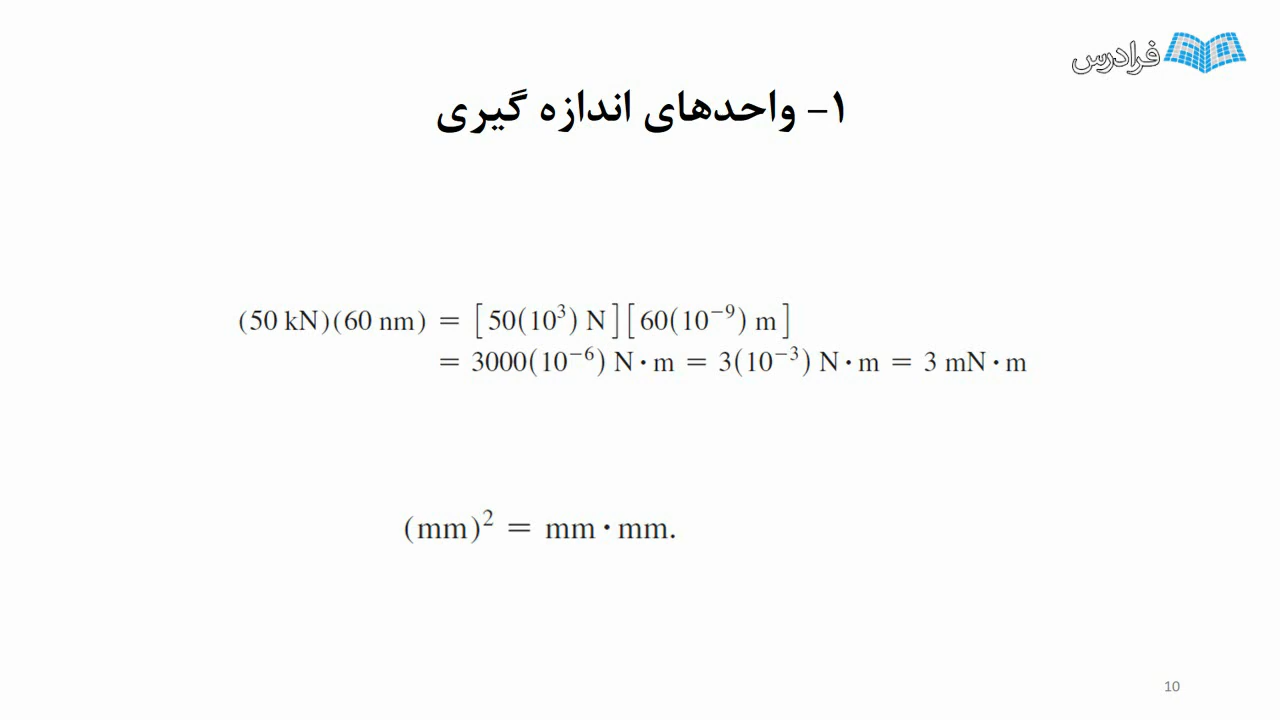 فرادرس
۱- واحدهای اندازه گیری
(50 kN)(60 nm) = [50(10³) N][60(10⁻⁹) m]
= 3000(10⁻⁶) N·m = 3(10⁻³) N·m = 3 mN·m
(mm)² = mm·mm.
10